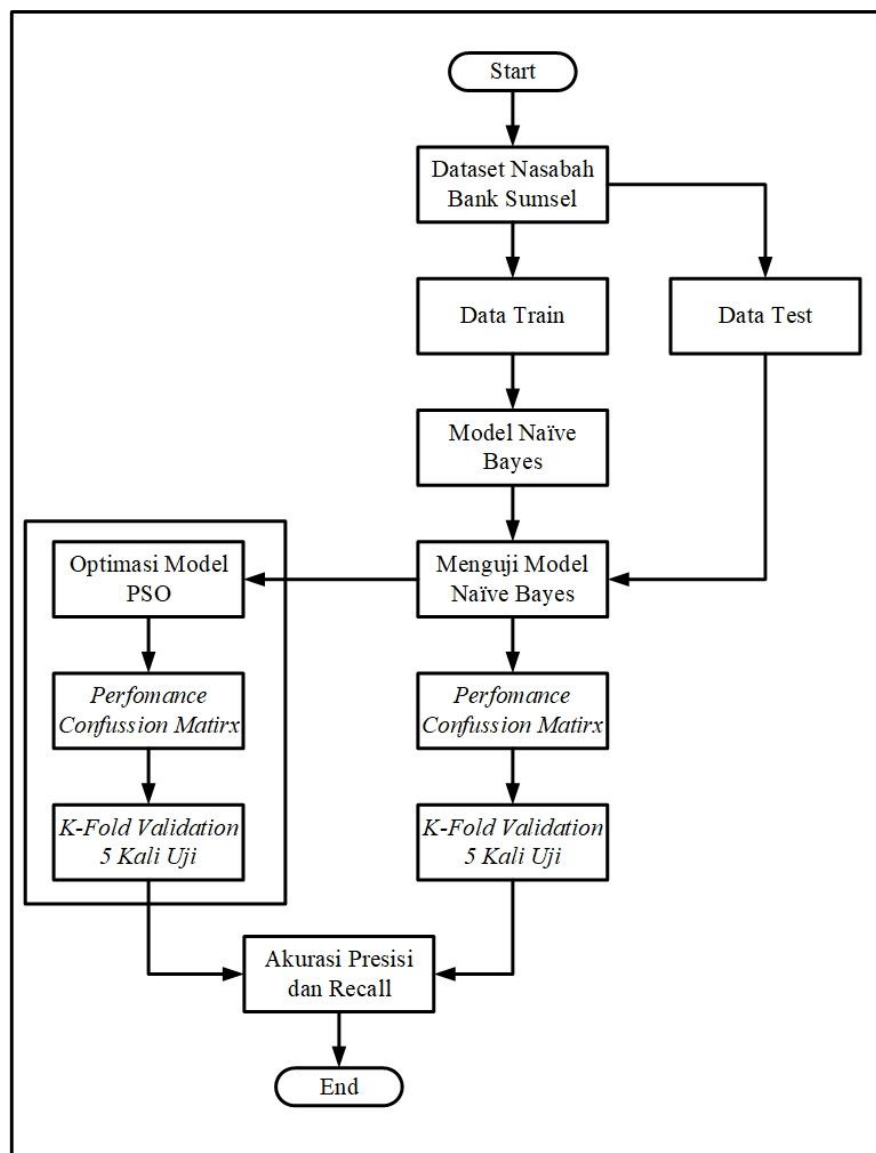 Start
Dataset Nasabah
Bank Sumsel
Data Train
Data Test
Model Naïve
Bayes
Optimasi Model
PSO
Menguji Model
Naïve Bayes
Perfomance
Confussion Matirx
Perfomance
Confussion Matirx
K-Fold Validation
5 Kali Uji
K-Fold Validation
5 Kali Uji
Akurasi Presisi
dan Recall
End